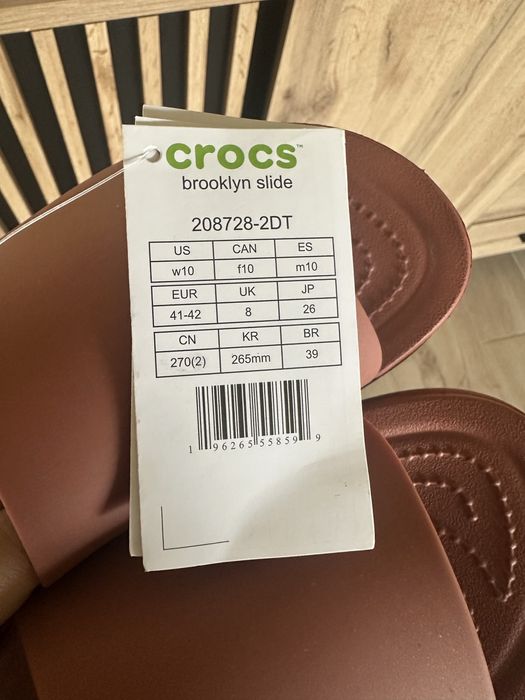 crocs™
brooklyn slide
208728-2DT
US CAN ES
w10 f10 m10
EUR UK JP
41-42 8 26
CN KR BR
270(2) 265mm 39
1 96265 55859 9